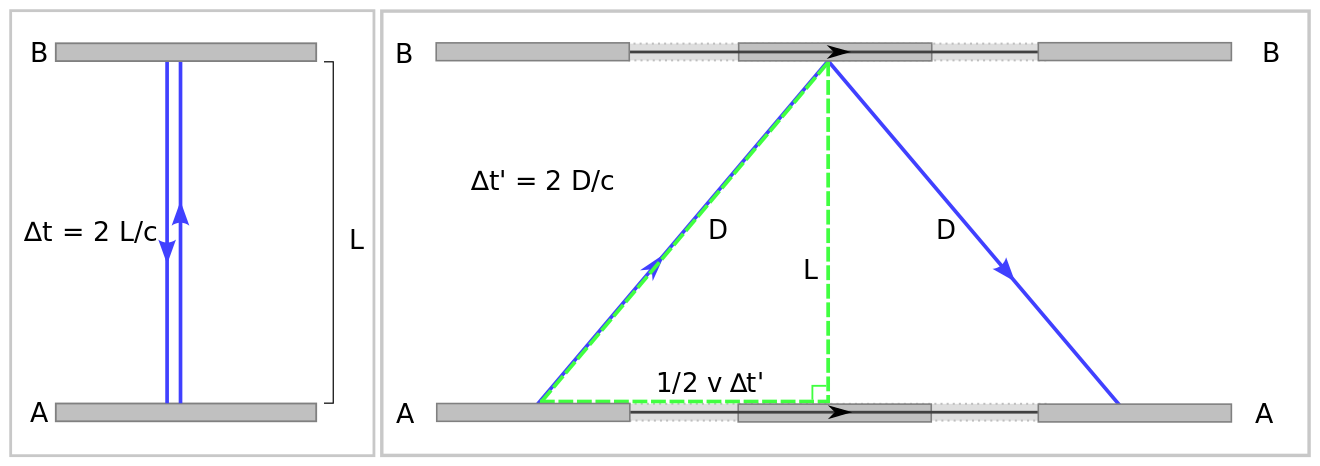 B
Δt = 2 L/c
L
A
B
B
Δt' = 2 D/c
D
D
L
1/2 v Δt'
A
A